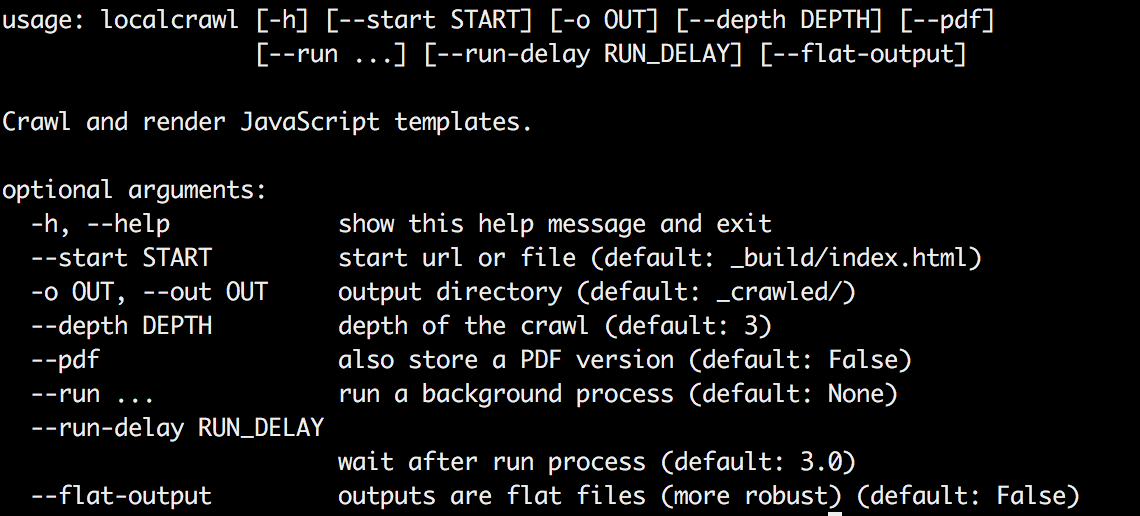 usage: localcrawl [-h] [--start START] [-o OUT] [--depth DEPTH] [--pdf]
                  [--run ...] [--run-delay RUN_DELAY] [--flat-output]

Crawl and render JavaScript templates.

optional arguments:
  -h, --help            show this help message and exit
  --start START         start url or file (default: _build/index.html)
  -o OUT, --out OUT     output directory (default: _crawled/)
  --depth DEPTH         depth of the crawl (default: 3)
  --pdf                 also store a PDF version (default: False)
  --run ...             run a background process (default: None)
  --run-delay RUN_DELAY
                        wait after run process (default: 3.0)
  --flat-output         outputs are flat files (more robust) (default: False)